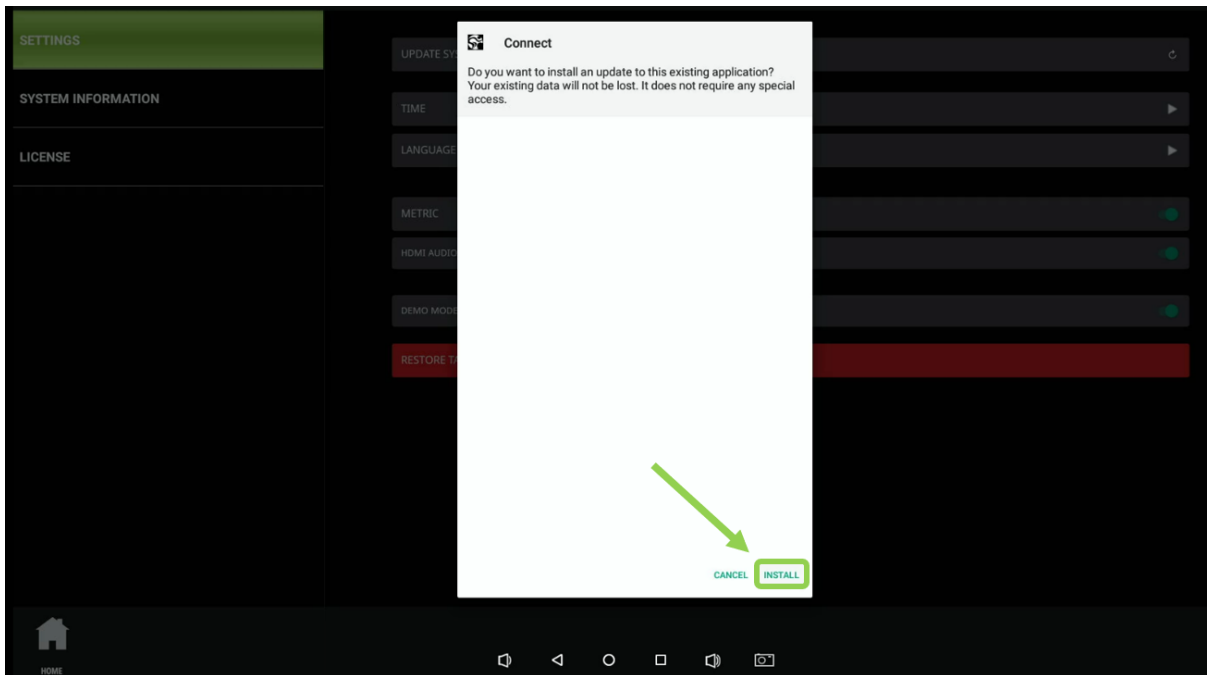 SETTINGS
SYSTEM INFORMATION
LICENSE
UPDATE SY
TIME
LANGUAGE
METRIC
HDMI AUDIO
DEMO MODE
RESTORE TA
Connect
Do you want to install an update to this existing application?
Your existing data will not be lost. It does not require any special
access.
CANCEL INSTALL
HOME